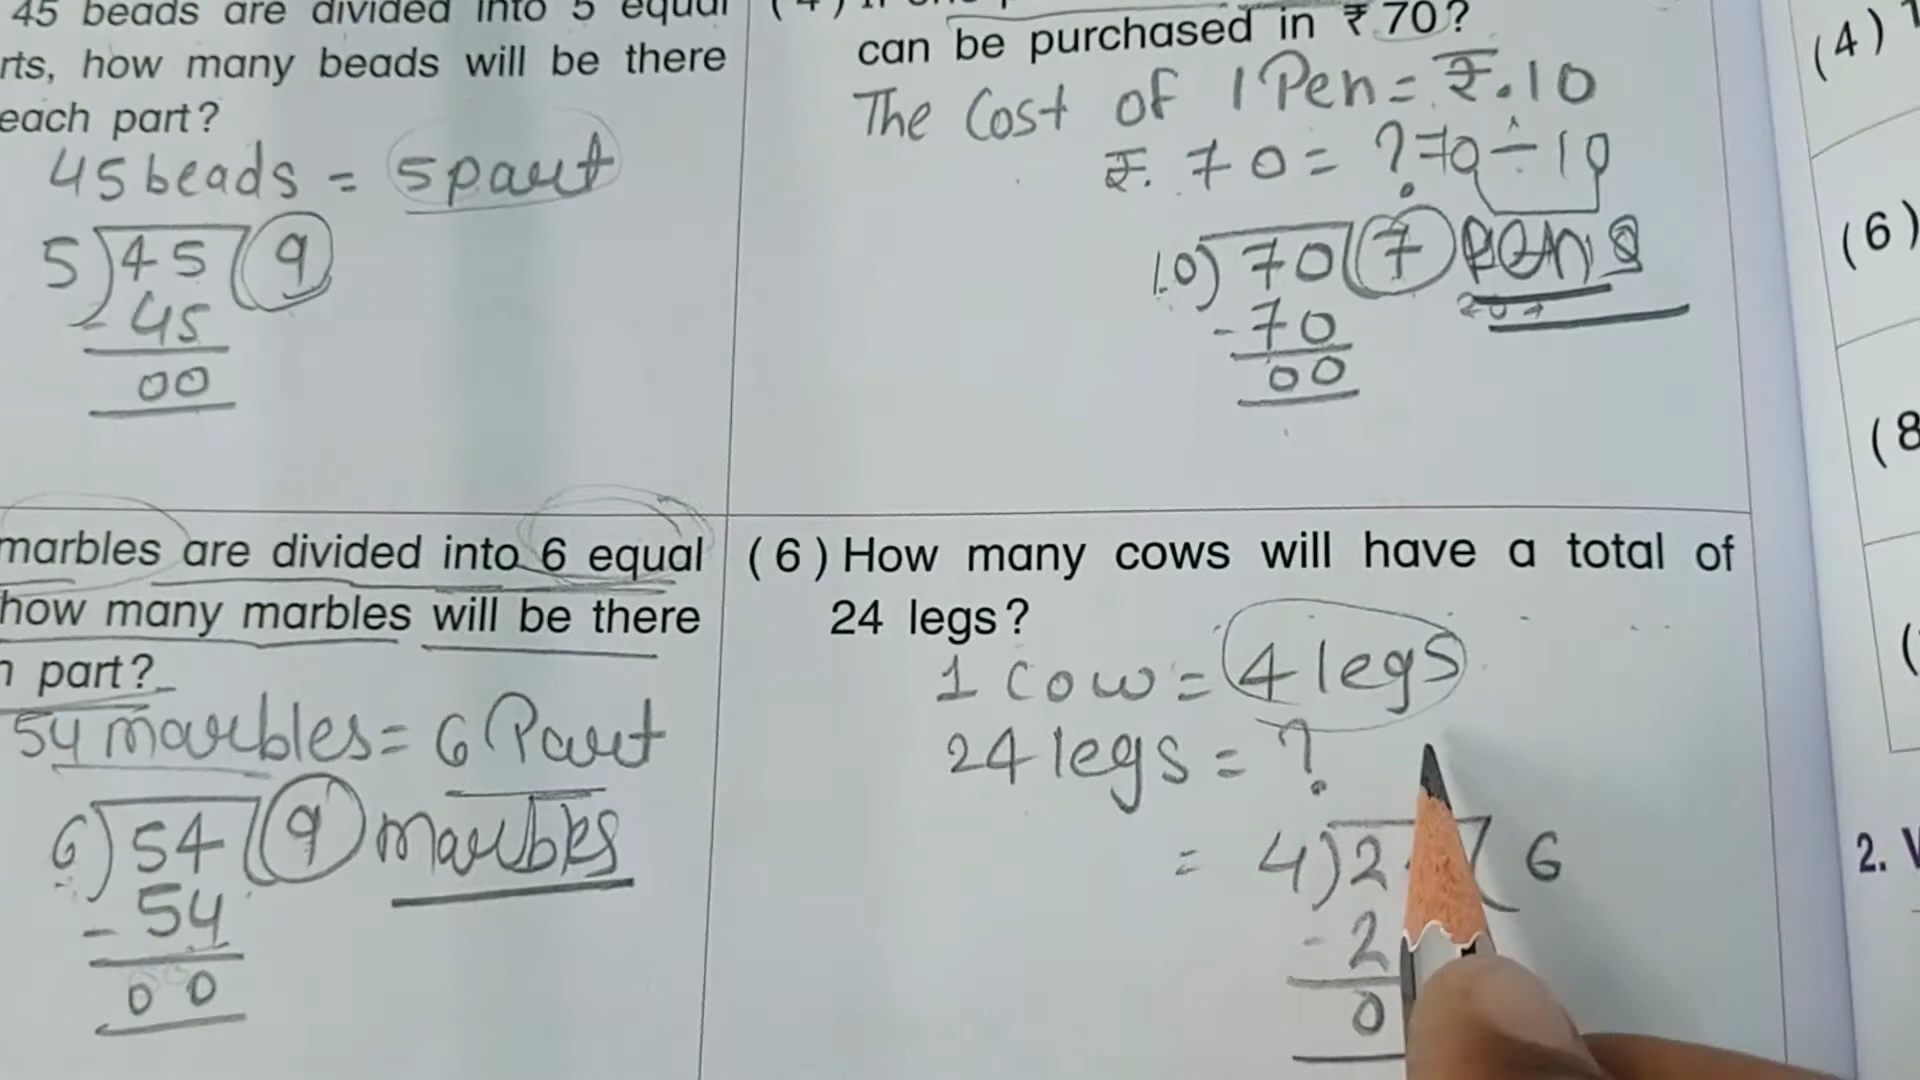 45 beads are divided into 5 equal
rts, how many beads will be there
each part?
45 beads = 5 part
5)45(9
- 45
00
can be purchased in ₹ 70?
The Cost of 1 Pen = ₹.10
₹. 70 = ? 70 ÷ 10
10)70(7 pens
- 70
00
marbles are divided into 6 equal
how many marbles will be there
part?
54 marbles = 6 Part
6)54(9 marbles
- 54
00
(6) How many cows will have a total of
24 legs?
1 cow = 4 legs
24 legs = ?
= 4)2 ( 6
- 2
0
(4)
(6)
(8
2.